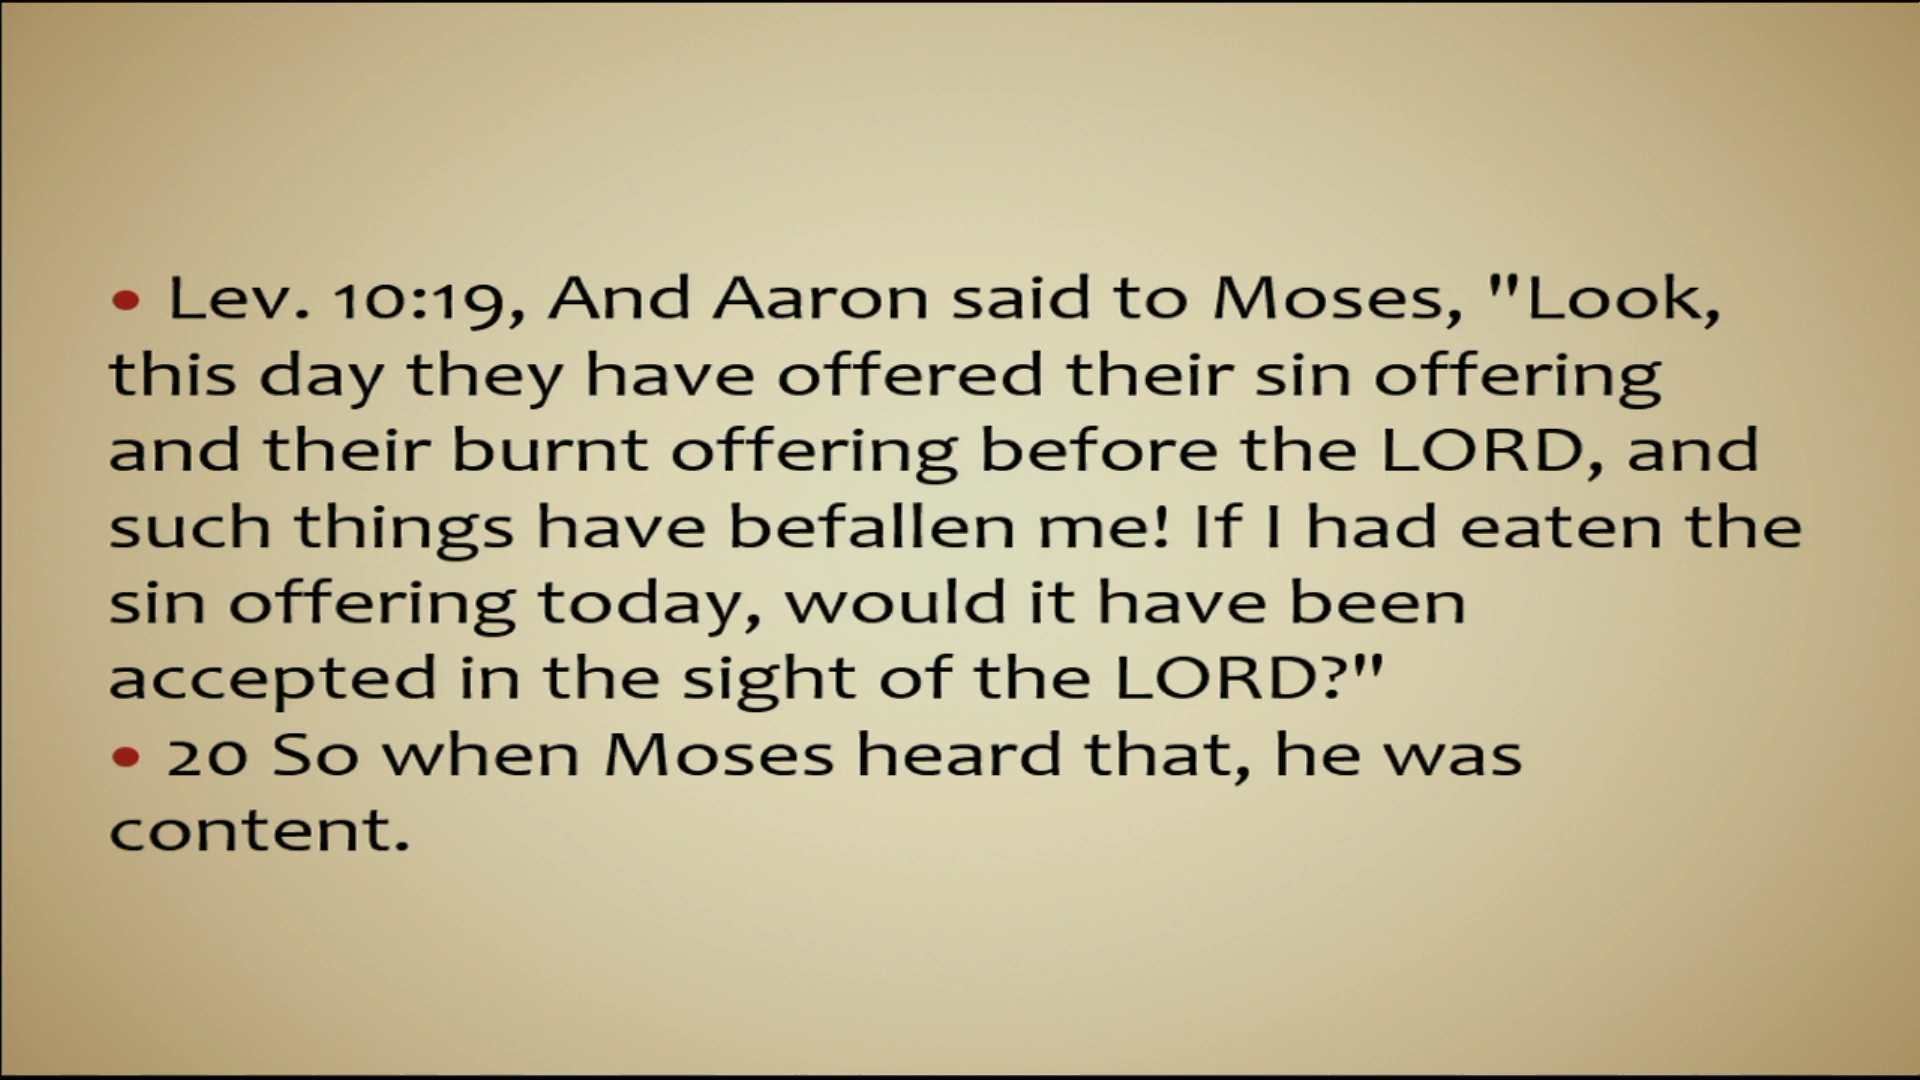 • Lev. 10:19, And Aaron said to Moses, "Look,
this day they have offered their sin offering
and their burnt offering before the LORD, and
such things have befallen me! If I had eaten the
sin offering today, would it have been
accepted in the sight of the LORD?"
• 20 So when Moses heard that, he was
content.